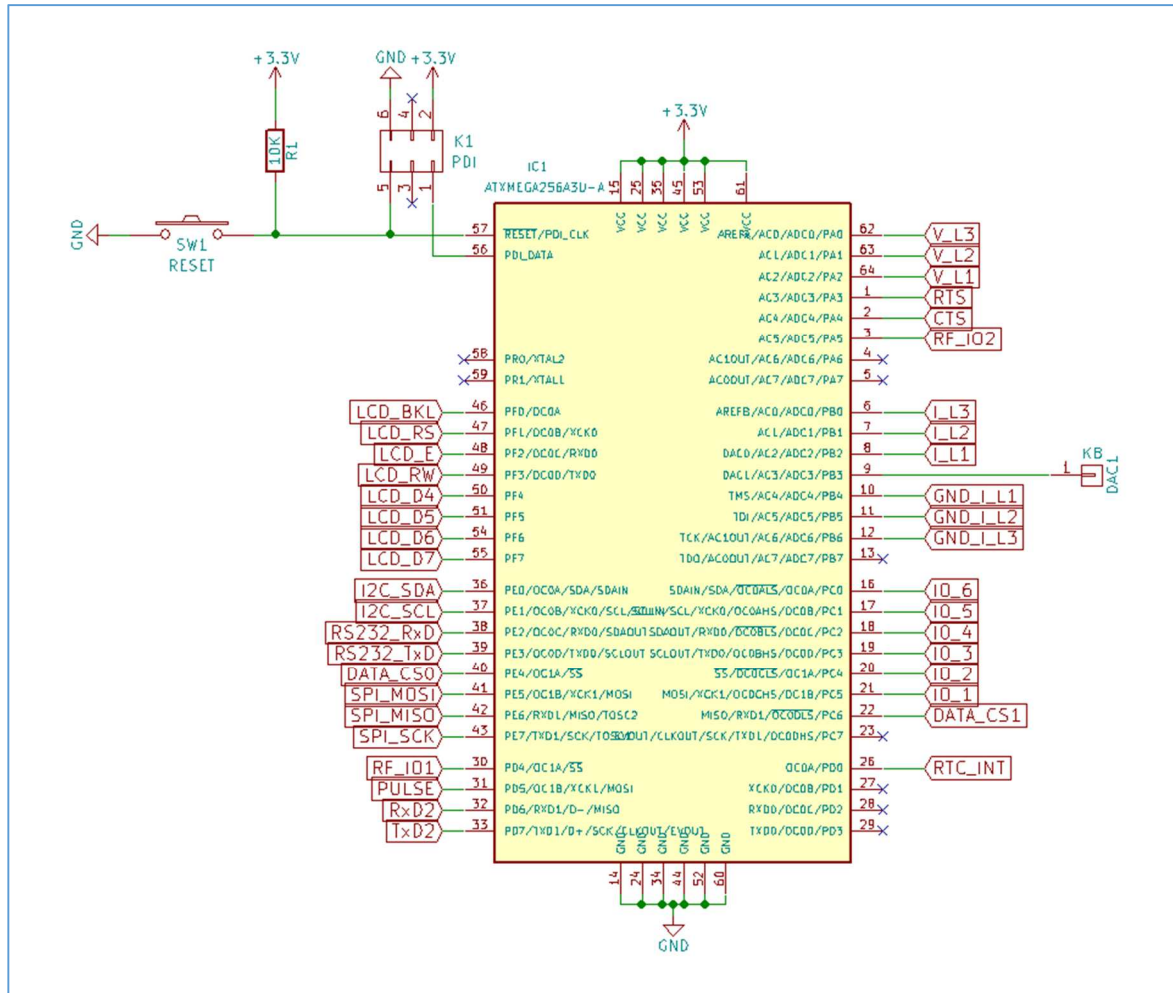 +3.3V
GND
+3.3V
6
4
2
K1
PDI
5
3
1
10K
R1
GND
SW1
RESET
+3.3V
IC1
ATXMEGA256A3U-A
15
25
35
45
53
61
VCC
VCC
VCC
VCC
VCC
VCC
57
RESET/PDI_CLK
56
PDI_DATA
58
PR0/XTAL2
59
PR1/XTAL1
LCD_BKL
46
PF0/OC0A
LCD_RS
47
PF1/OC0B/XCK0
LCD_E
48
PF2/OC0C/RXD0
LCD_RW
49
PF3/OC0D/TXD0
LCD_D4
50
PF4
LCD_D5
51
PF5
LCD_D6
54
PF6
LCD_D7
55
PF7
I2C_SDA
36
PE0/OC0A/SDA/SDAIN
I2C_SCL
37
PE1/OC0B/XCK0/SCL/
RS232_RxD
38
PE2/OC0C/RXD0/SDAOUT
RS232_TxD
39
PE3/OC0D/TXD0/SCLOUT
DATA_CS0
40
PE4/OC1A/SS
SPI_MOSI
41
PE5/OC1B/XCK1/MOSI
SPI_MISO
42
PE6/RXD1/MISO/TOSC2
SPI_SCK
43
PE7/TXD1/SCK/
RF_IO1
30
PD4/OC1A/SS
PULSE
31
PD5/OC1B/XCK1/MOSI
RxD2
32
PD6/RXD1/D-/MISO
TxD2
33
PD7/TXD1/D+/SCK/CLKOUT/EVOUT
AREFA/AC0/ADC0/PA0
62
V_L3
AC1/ADC1/PA1
63
V_L2
AC2/ADC2/PA2
64
V_L1
AC3/ADC3/PA3
1
RTS
AC4/ADC4/PA4
2
CTS
AC5/ADC5/PA5
3
RF_IO2
AC1OUT/AC6/ADC6/PA6
4
AC0OUT/AC7/ADC7/PA7
5
AREFB/AC0/ADC0/PB0
6
I_L3
AC1/ADC1/PB1
7
I_L2
DAC0/AC2/ADC2/PB2
8
I_L1
DAC1/AC3/ADC3/PB3
9
1
KB
DAC1
TMS/AC4/ADC4/PB4
10
GND_I_L1
TDI/AC5/ADC5/PB5
11
GND_I_L2
TCK/AC1OUT/AC6/ADC6/PB6
12
GND_I_L3
TDO/AC0OUT/AC7/ADC7/PB7
13
SDAIN/SDA/OC0ALS/OC0A/PC0
16
IO_6
/SCL/XCK0/OC0AHS/OC0B/PC1
17
IO_5
SDAOUT/RXD0/OC0BLS/OC0C/PC2
18
IO_4
SCLOUT/TXD0/OC0BHS/OC0D/PC3
19
IO_3
SS/OC0CLS/OC1A/PC4
20
IO_2
MOSI/XCK1/OC0CHS/OC1B/PC5
21
IO_1
MISO/RXD1/OC0DLS/PC6
22
DATA_CS1
/CLKOUT/SCK/TXD1/OC0DHS/PC7
23
OC0A/PD0
26
RTC_INT
XCK0/OC0B/PD1
27
RXD0/OC0C/PD2
28
TXD0/OC0D/PD3
29
GND
GND
GND
GND
GND
GND
14
24
34
44
52
60
GND